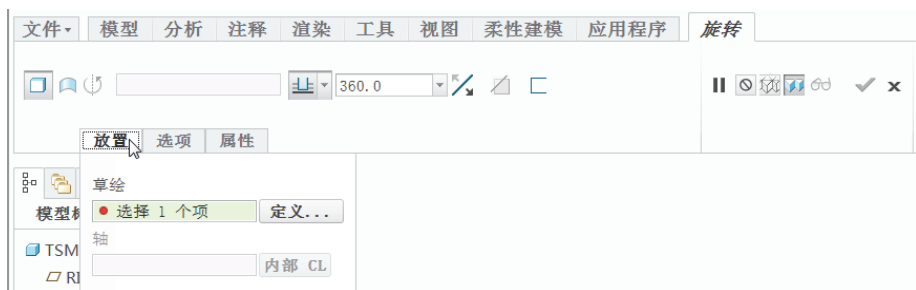 文件 模型 分析 注释 渲染 工具 视图 柔性建模 应用程序 旋转
360.0
放置 选项 属性
草绘
模型树
选择 1 个项 定义...
轴
TSM
内部 CL